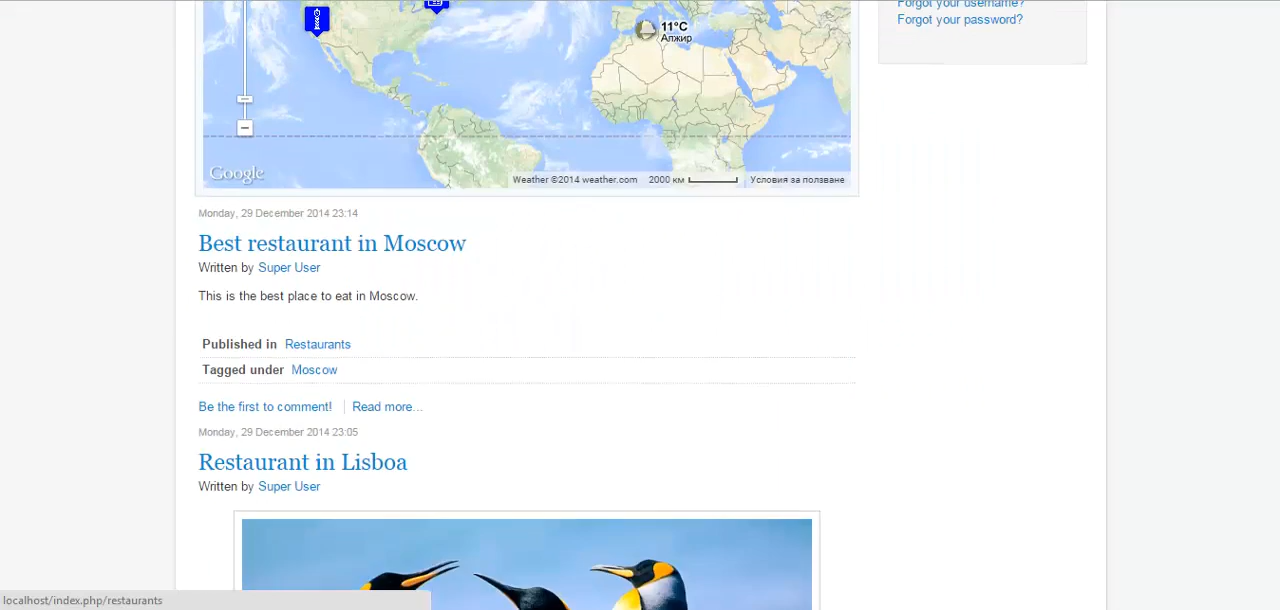 Forgot your username?
Forgot your password?
11°C
Алжир
Google
Weather ©2014 weather.com 2000 км Условия за ползване
Monday, 29 December 2014 23:14
Best restaurant in Moscow
Written by Super User
This is the best place to eat in Moscow.
Published in Restaurants
Tagged under Moscow
Be the first to comment! Read more...
Monday, 29 December 2014 23:05
Restaurant in Lisboa
Written by Super User
localhost/index.php/restaurants